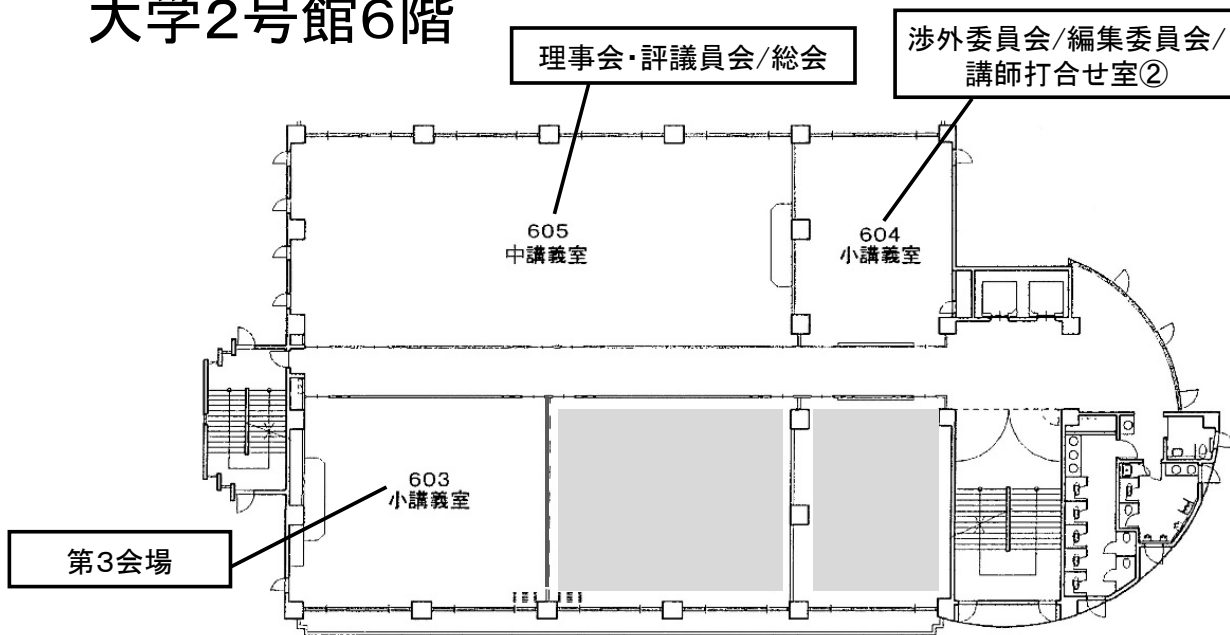 大学2号館6階
理事会・評議員会/総会
渉外委員会/編集委員会/
講師打合せ室②
605
中講義室
604
小講義室
603
小講義室
第3会場